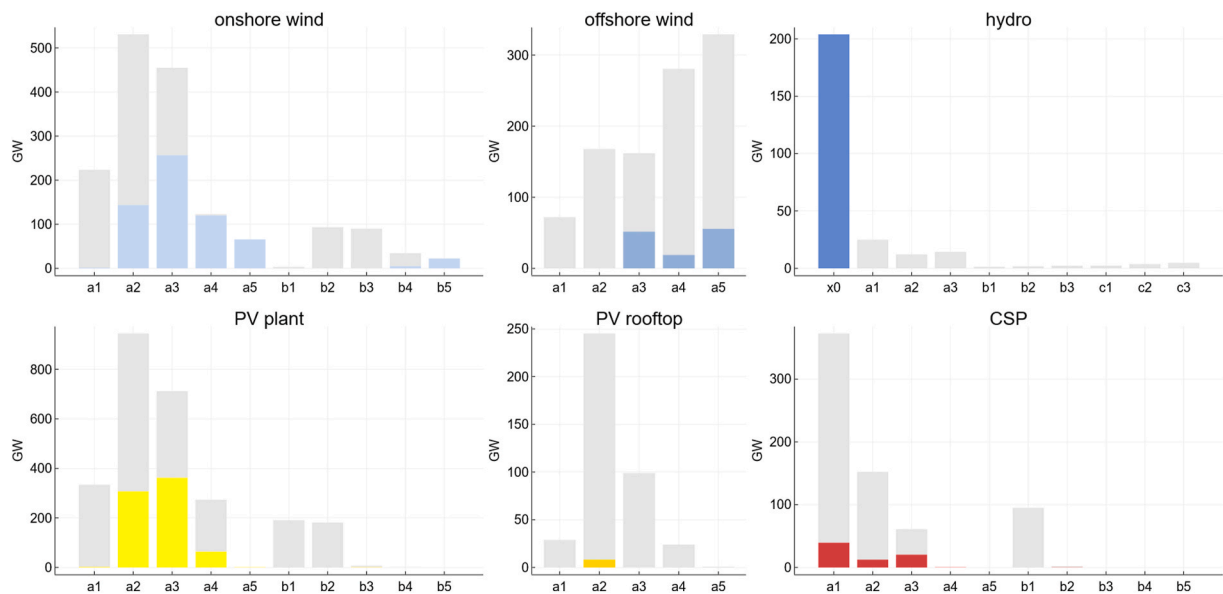 onshore wind
GW
500
400
300
200
100
0
a1 a2 a3 a4 a5 b1 b2 b3 b4 b5
offshore wind
GW
300
200
100
0
a1 a2 a3 a4 a5
hydro
GW
200
150
100
50
0
x0 a1 a2 a3 b1 b2 b3 c1 c2 c3
PV plant
GW
800
600
400
200
0
a1 a2 a3 a4 a5 b1 b2 b3 b4 b5
PV rooftop
GW
250
200
150
100
50
0
a1 a2 a3 a4 a5
CSP
GW
300
200
100
0
a1 a2 a3 a4 a5 b1 b2 b3 b4 b5